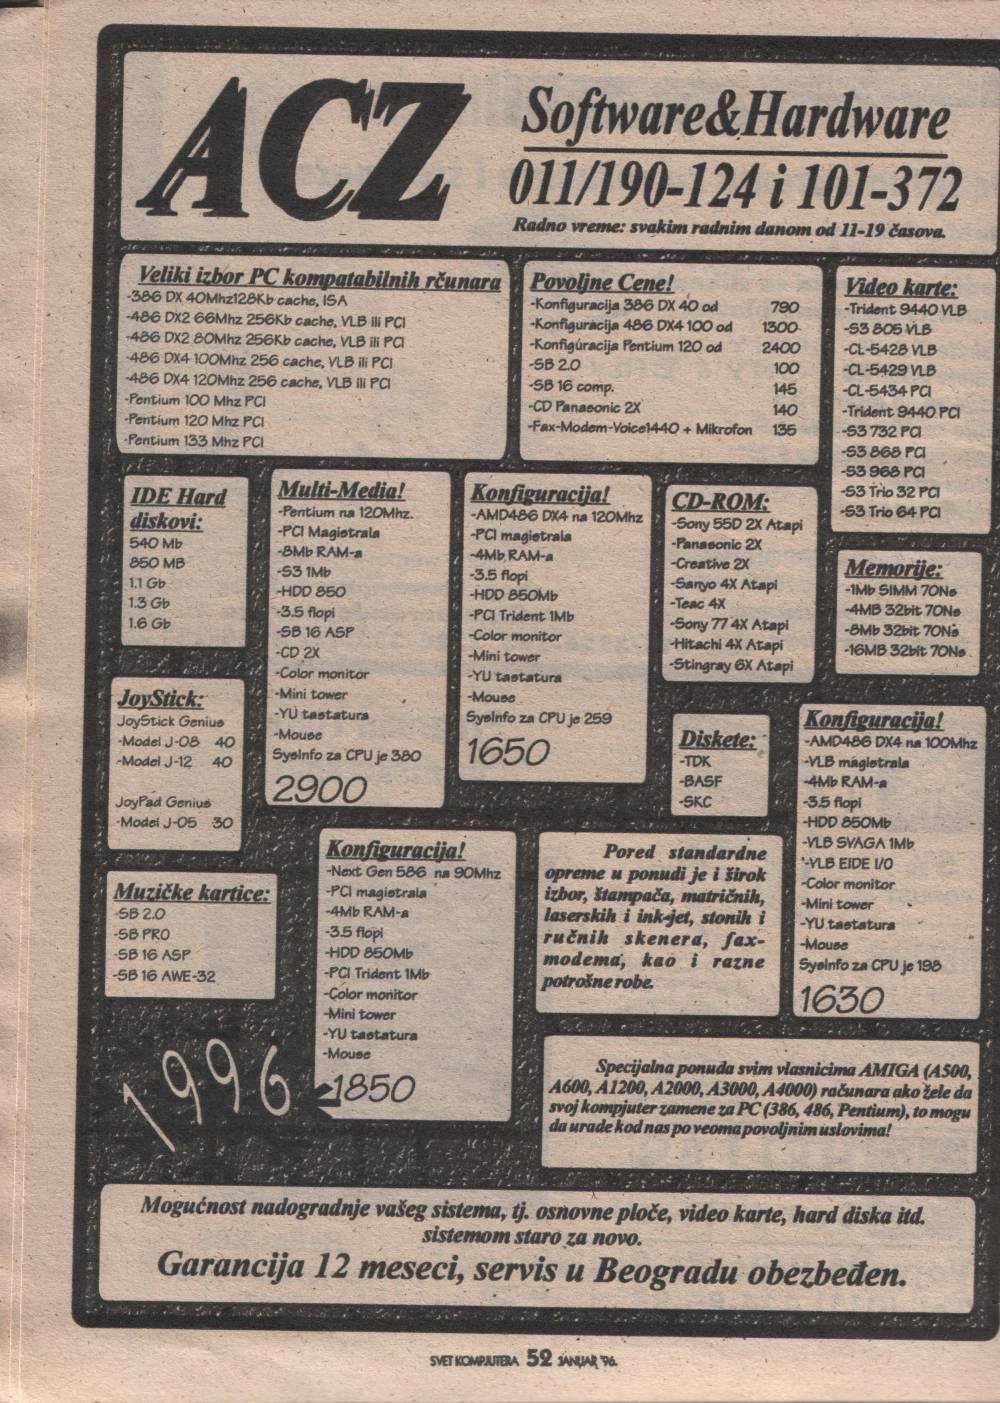 ACZ
Software&Hardware
011/190-124 i 101-372
Radno vreme: svakim radnim danom od 11-19 časova.
Veliki izbor PC kompatabilnih rčunara
-386 DX 40Mhz128Kb cache, ISA
-486 DX2 66Mhz 256Kb cache, VLB ili PCI
-486 DX2 80Mhz 256Kb cache, VLB ili PCI
-486 DX4 100Mhz 256 cache, VLB ili PCI
-486 DX4 120Mhz 256 cache, VLB ili PCI
-Pentium 100 Mhz PCI
-Pentium 120 Mhz PCI
-Pentium 133 Mhz PCI
Povoljne Cene!
-Konfiguracija 386 DX 40 od 790
-Konfiguracija 486 DX4 100 od 1300
-Konfiguracija Pentium 120 od 2400
-SB 2.0 100
-SB 16 comp. 145
-CD Panasonic 2X 140
-Fax-Modem-Voice1440 + Mikrofon 135
Video karte:
-Trident 9440 VLB
-S3 805 VLB
-CL-5428 VLB
-CL-5429 VLB
-CL-5434 PCI
-Trident 9440 PCI
-S3 732 PCI
-S3 868 PCI
-S3 968 PCI
-S3 Trio 32 PCI
-S3 Trio 64 PCI
IDE Hard
diskovi:
540 Mb
850 MB
1.1 Gb
1.3 Gb
1.6 Gb
Multi-Media!
-Pentium na 120Mhz.
-PCI Magistrala
-8Mb RAM-a
-S3 1Mb
-HDD 850
-3.5 flopi
-SB 16 ASP
-CD 2X
-Color monitor
-Mini tower
-YU tastatura
-Mouse
SysInfo za CPU je 380
2900
Konfiguracija!
-AMD486 DX4 na 120Mhz
-PCI magistrala
-4Mb RAM-a
-3.5 flopi
-HDD 850Mb
-PCI Trident 1Mb
-Color monitor
-Mini tower
-YU tastatura
-Mouse
SysInfo za CPU je 259
1650
CD-ROM:
-Sony 55D 2X Atapi
-Panasonic 2X
-Creative 2X
-Sanyo 4X Atapi
-Teac 4X
-Sony 77 4X Atapi
-Hitachi 4X Atapi
-Stingray 6X Atapi
Memorije:
-1Mb SIMM 70Ns
-4MB 32bit 70Ns
-8Mb 32bit 70Ns
-16MB 32bit 70Ns
JoyStick:
JoyStick Genius
-Model J-08 40
-Model J-12 40
JoyPad Genius
-Model J-05 30
Diskete:
-TDK
-BASF
-SKC
Konfiguracija!
-AMD486 DX4 na 100Mhz
-VLB magistrala
-4Mb RAM-a
-3.5 flopi
-HDD 850Mb
-VLB SVAGA 1Mb
-VLB EIDE I/O
-Color monitor
-Mini tower
-YU tastatura
-Mouse
SysInfo za CPU je 198
1630
Muzičke kartice:
-SB 2.0
-SB PRO
-SB 16 ASP
-SB 16 AWE-32
Konfiguracija!
-Next Gen 586 na 90Mhz
-PCI magistrala
-4Mb RAM-a
-3.5 flopi
-HDD 850Mb
-PCI Trident 1Mb
-Color monitor
-Mini tower
-YU tastatura
-Mouse
1850
Pored standardne
opreme u ponudi je i širok
izbor, štampača, matričnih,
laserskih i ink-jet, stonih i
ručnih skenera, fax-
modema, kao i razne
potrošne robe.
1996
Specijalna ponuda svim vlasnicima AMIGA (A500,
A600, A1200, A2000, A3000, A4000) računara ako žele da
svoj kompjuter zamene za PC (386, 486, Pentium), to mogu
da urade kod nas po veoma povoljnim uslovima!
Mogućnost nadogradnje vašeg sistema, tj. osnovne ploče, video karte, hard diska itd.
sistemom staro za novo.
Garancija 12 meseci, servis u Beogradu obezbeđen.
SVET KOMPJUTERA 52 JANUAR '96.